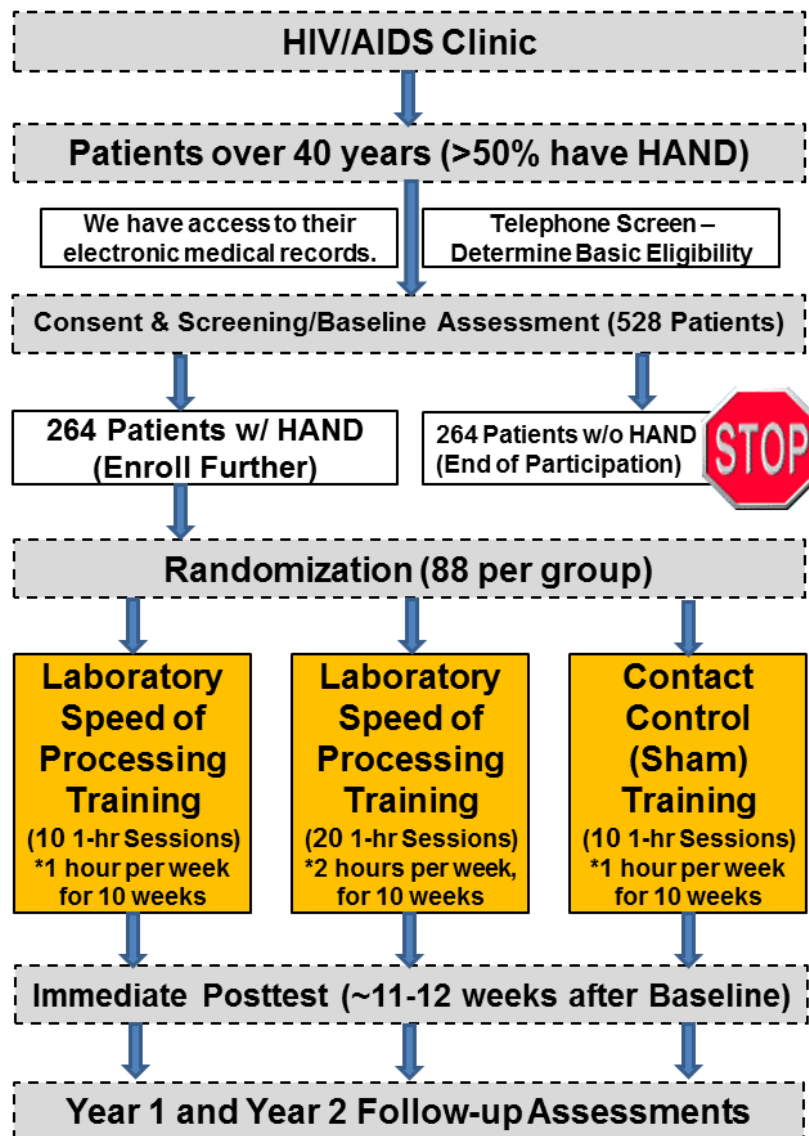 HIV/AIDS Clinic
Patients over 40 years (>50% have HAND)
We have access to their
electronic medical records.
Telephone Screen –
Determine Basic Eligibility
Consent & Screening/Baseline Assessment (528 Patients)
264 Patients w/ HAND
(Enroll Further)
264 Patients w/o HAND
(End of Participation)
STOP
Randomization (88 per group)
Laboratory
Speed of
Processing
Training
(10 1-hr Sessions)
*1 hour per week
for 10 weeks
Laboratory
Speed of
Processing
Training
(20 1-hr Sessions)
*2 hours per week,
for 10 weeks
Contact
Control
(Sham)
Training
(10 1-hr Sessions)
*1 hour per week
for 10 weeks
Immediate Posttest (~11-12 weeks after Baseline)
Year 1 and Year 2 Follow-up Assessments